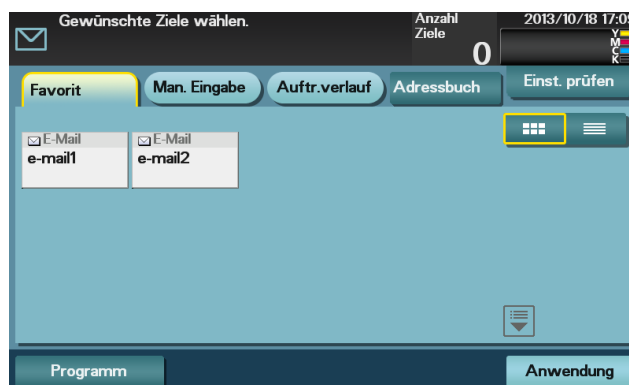 Gewünschte Ziele wählen.
Anzahl
Ziele
0
2013/10/18 17:09
Y
M
C
K
Favorit
Man. Eingabe
Auftr.verlauf
Adressbuch
Einst. prüfen
E-Mail
e-mail1
E-Mail
e-mail2
Programm
Anwendung